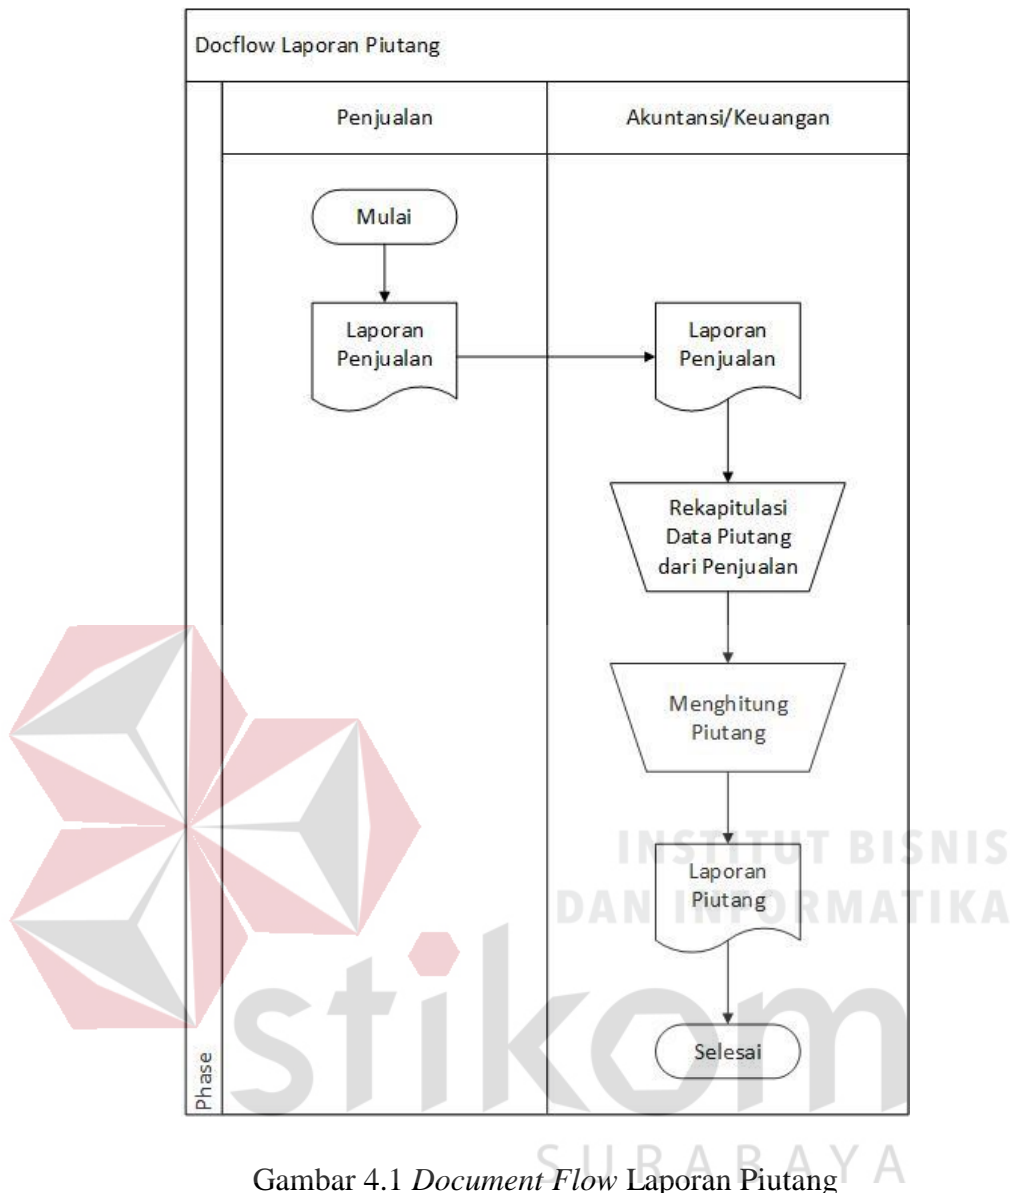 Docflow Laporan Piutang
Penjualan
Akuntansi/Keuangan
Mulai
Laporan
Penjualan
Laporan
Penjualan
Rekapitulasi
Data Piutang
dari Penjualan
Menghitung
Piutang
Laporan
Piutang
Selesai
Phase
INSTITUT BISNIS
DAN INFORMATIKA
stikom
SURABAYA
Gambar 4.1 Document Flow Laporan Piutang